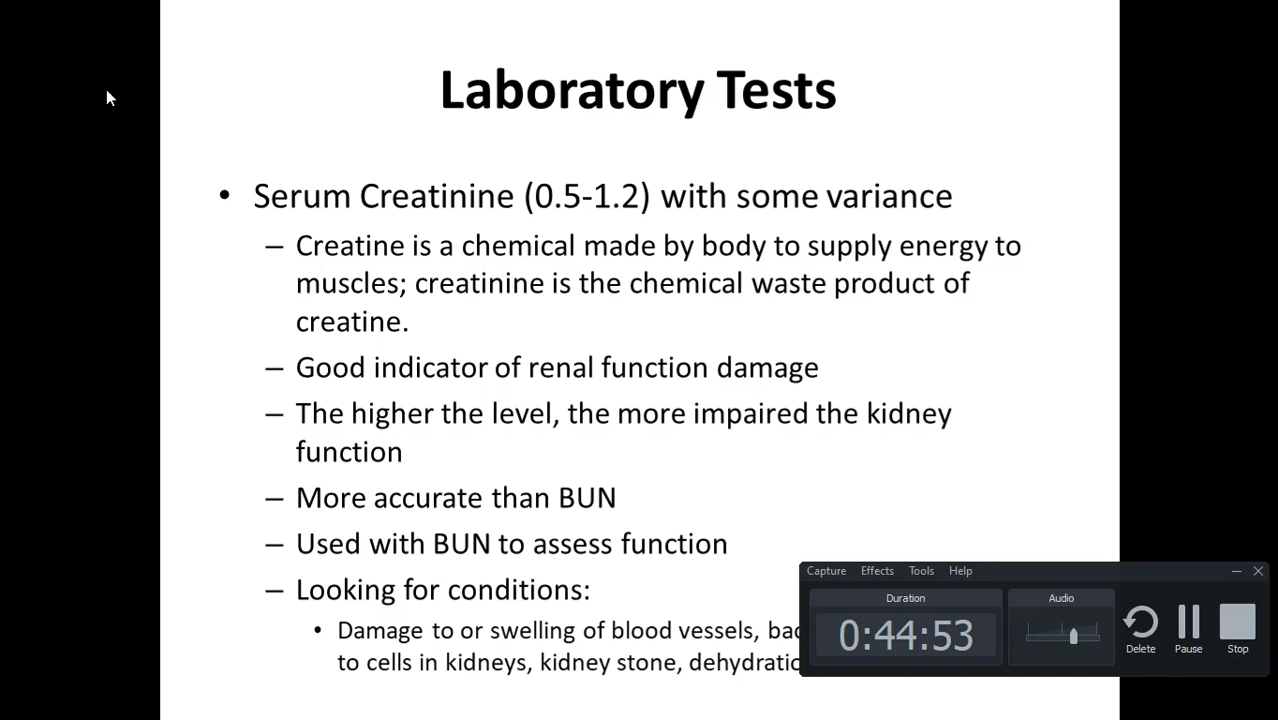 Laboratory Tests
• Serum Creatinine (0.5-1.2) with some variance
– Creatine is a chemical made by body to supply energy to
muscles; creatinine is the chemical waste product of
creatine.
– Good indicator of renal function damage
– The higher the level, the more impaired the kidney
function
– More accurate than BUN
– Used with BUN to assess function
– Looking for conditions:
• Damage to or swelling of blood vessels,
to cells in kidneys, kidney stone,
Capture Effects Tools Help
Duration Audio
0:44:53
Delete Pause Stop